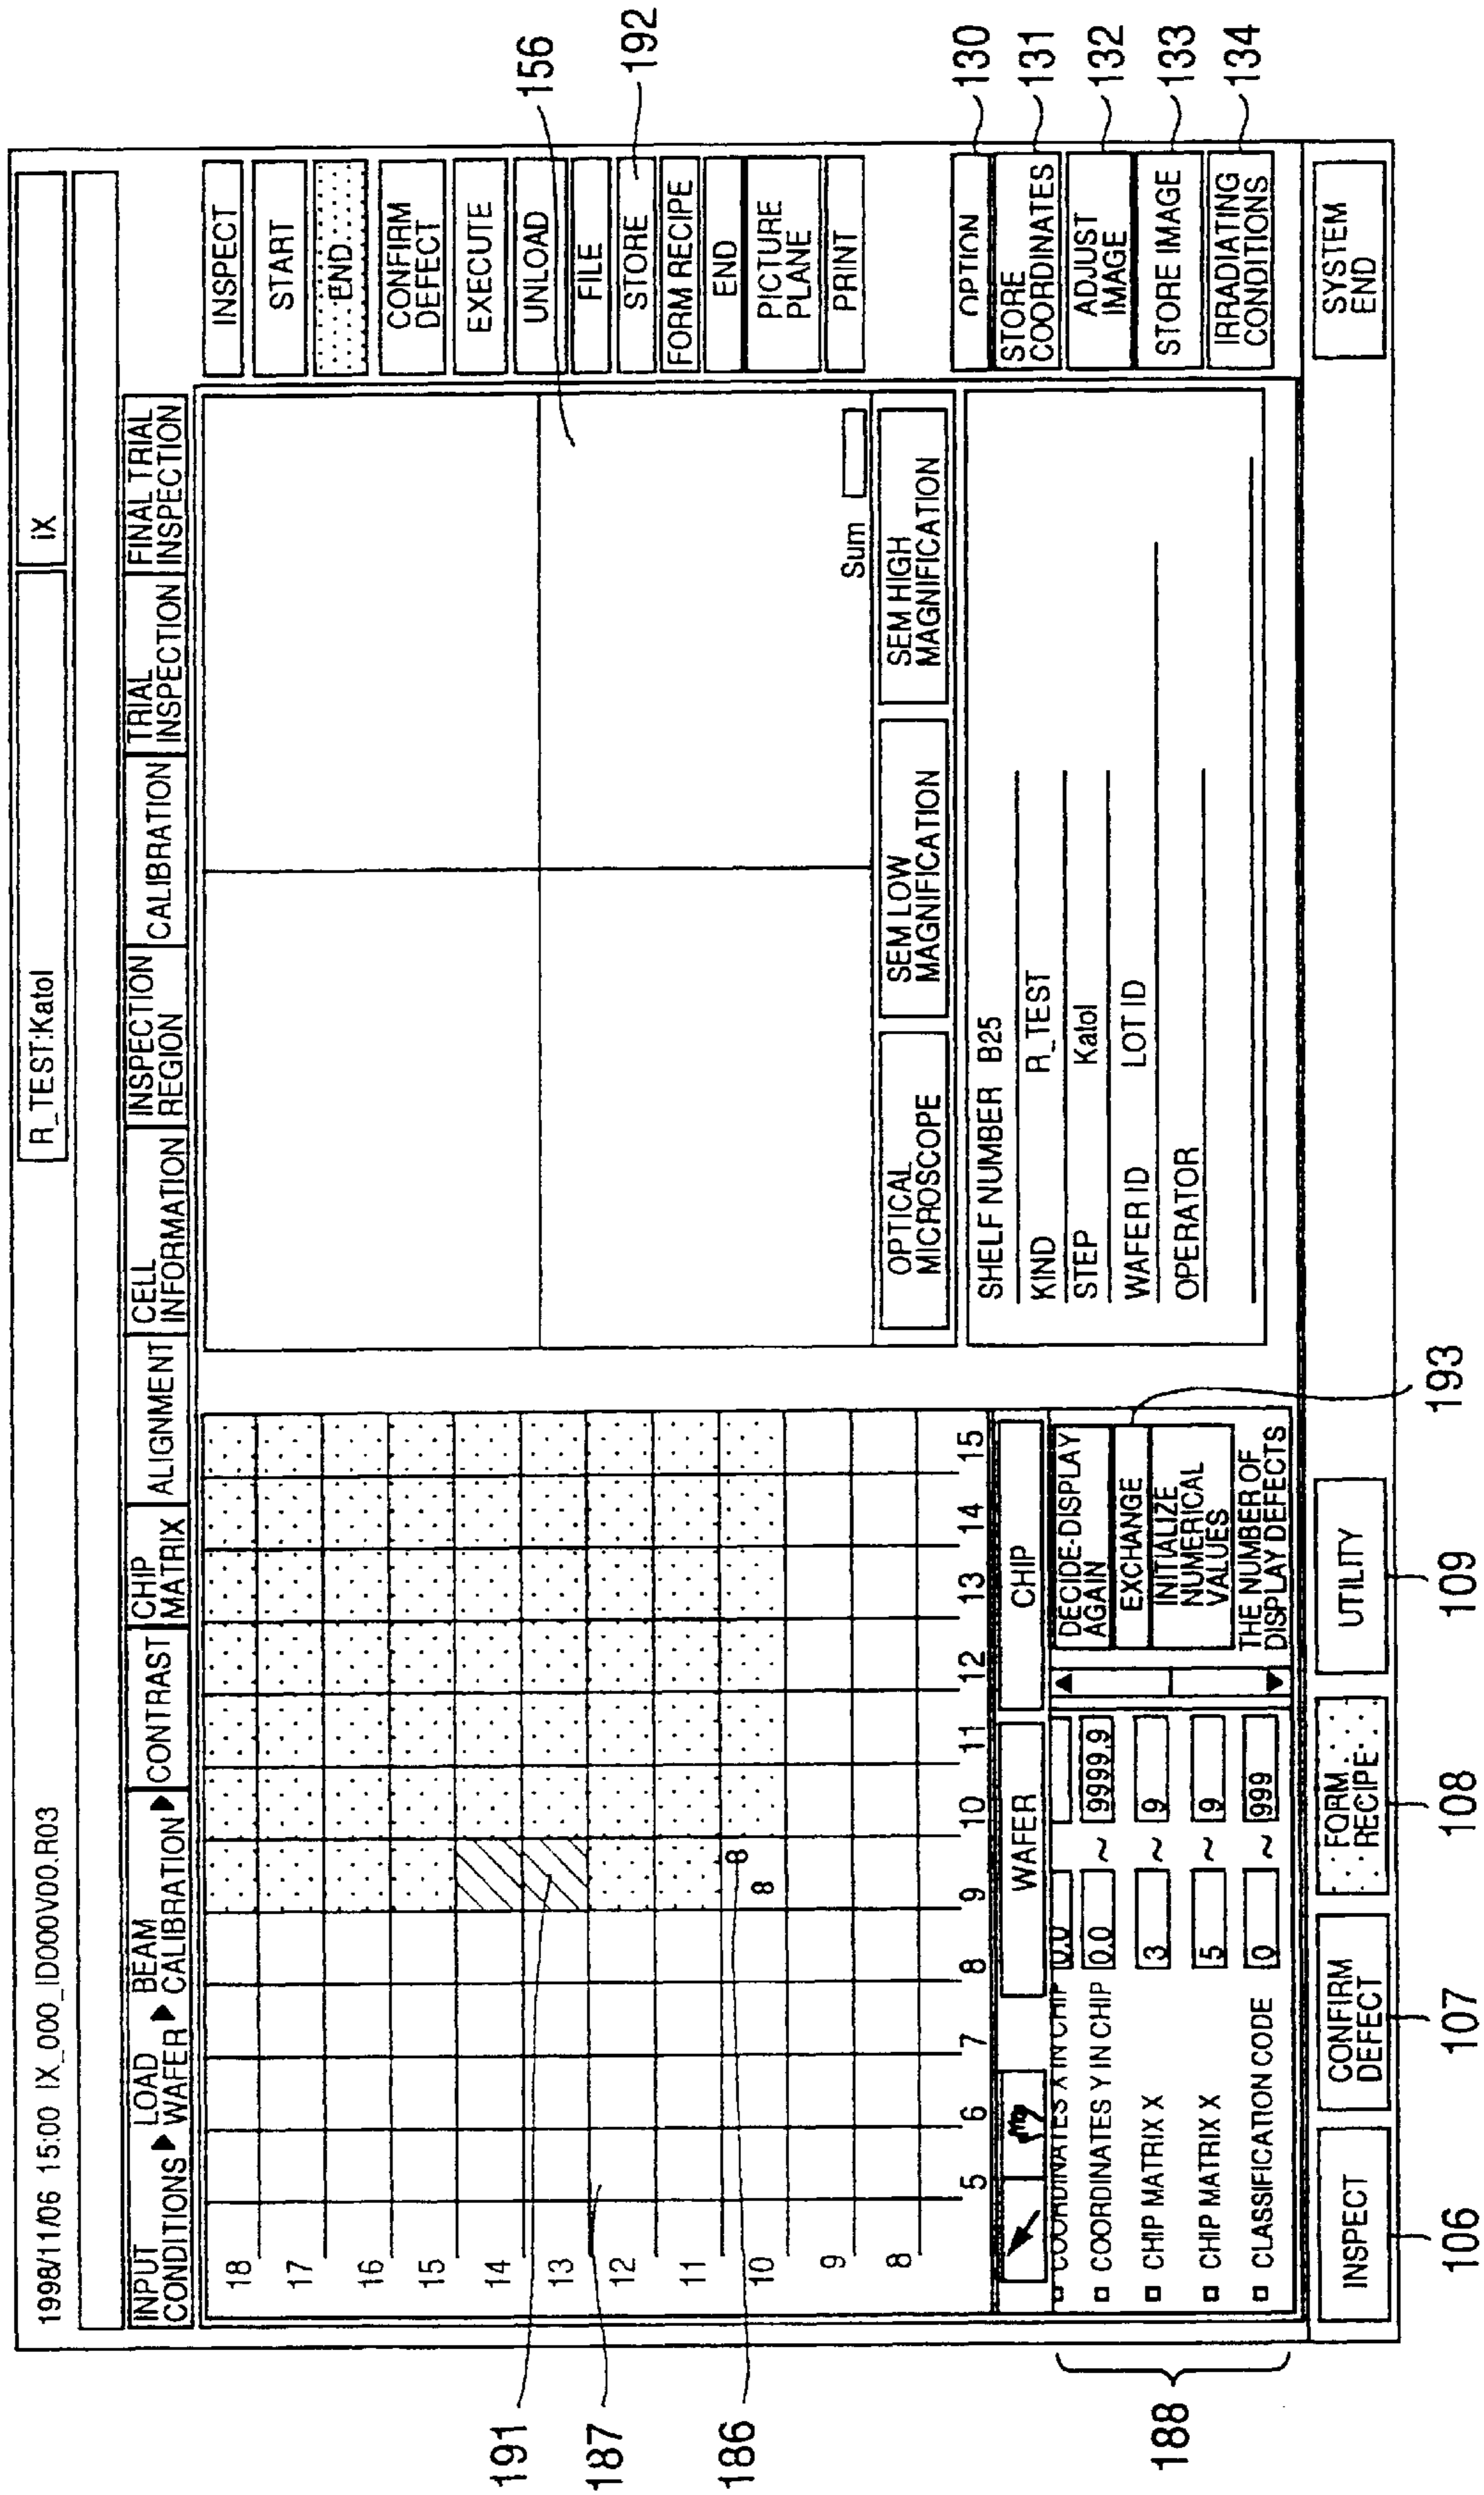 1998/11/06 15:00 IX_000_ID00V00.R03
R_TEST:Katol
iX
INPUT
CONDITIONS
LOAD
WAFER
BEAM
CALIBRATION
CONTRAST
CHIP
MATRIX
ALIGNMENT
CELL
INFORMATION
INSPECTION
REGION
CALIBRATION
TRIAL
INSPECTION
FINAL TRIAL
INSPECTION
18
17
16
15
14
13
12
11
10
9
8
8
8
5 6 7 8 9 10 11 12 13 14 15
WAFER
CHIP
COORDINATES X IN CHIP 0.0
COORDINATES Y IN CHIP 0.0 ~ 9999.9
CHIP MATRIX X 3 ~ 9
CHIP MATRIX X 5 ~ 9
CLASSIFICATION CODE 0 ~ 999
DECIDE-DISPLAY
AGAIN
EXCHANGE
INITIALIZE
NUMERICAL
VALUES
THE NUMBER OF
DISPLAY DEFECTS
Sum
OPTICAL
MICROSCOPE
SEM LOW
MAGNIFICATION
SEM HIGH
MAGNIFICATION
SHELF NUMBER B25
KIND R_TEST
STEP Katol
WAFER ID LOT ID
OPERATOR
INSPECT
START
END
CONFIRM
DEFECT
EXECUTE
UNLOAD
FILE
STORE
FORM RECIPE
END
PICTURE
PLANE
PRINT
OPTION
STORE
COORDINATES
ADJUST
IMAGE
STORE IMAGE
IRRADIATING
CONDITIONS
INSPECT
CONFIRM
DEFECT
FORM
RECIPE
UTILITY
SYSTEM
END
156
192
130
131
132
133
134
191
187
186
188
106
107
108
109
193